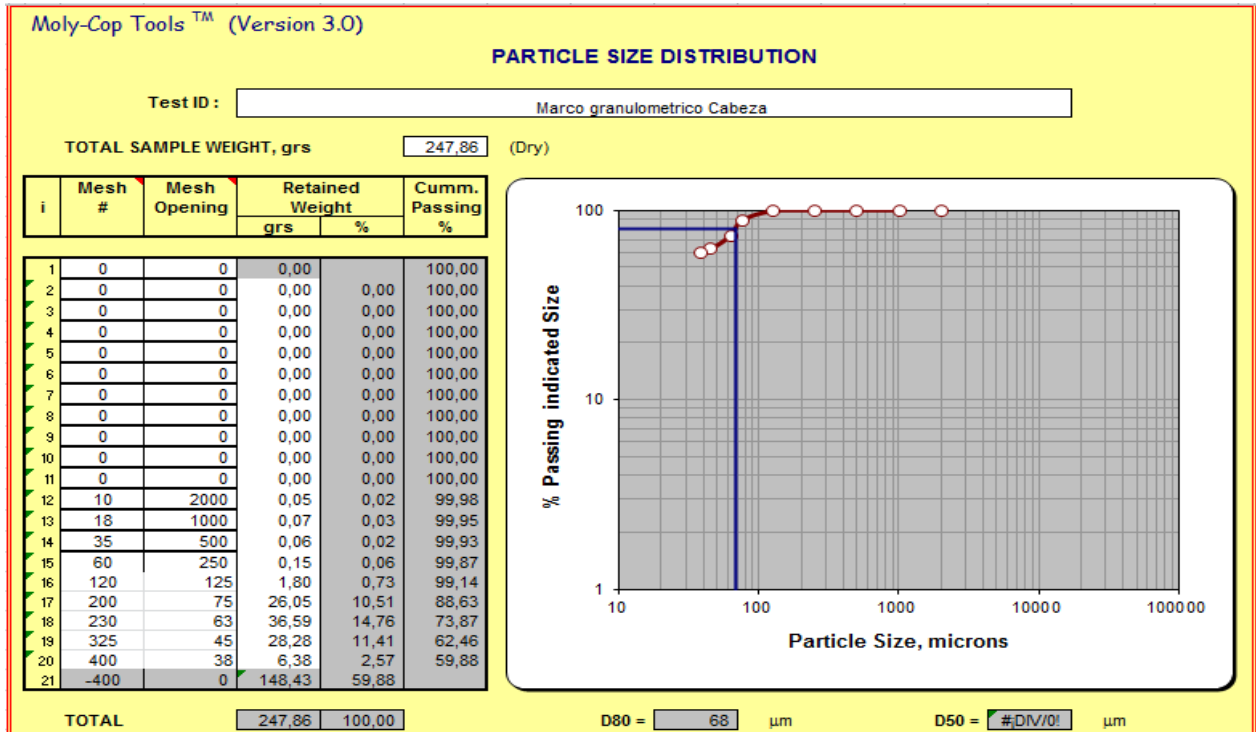 Moly-Cop Tools ™ (Version 3.0)
PARTICLE SIZE DISTRIBUTION
Test ID : Marco granulometrico Cabeza
TOTAL SAMPLE WEIGHT, grs 247,86 (Dry)
i Mesh # Mesh Opening Retained Weight Cumm. Passing
grs % %
1 0 0 0,00 100,00
2 0 0 0,00 0,00 100,00
3 0 0 0,00 0,00 100,00
4 0 0 0,00 0,00 100,00
5 0 0 0,00 0,00 100,00
6 0 0 0,00 0,00 100,00
7 0 0 0,00 0,00 100,00
8 0 0 0,00 0,00 100,00
9 0 0 0,00 0,00 100,00
10 0 0 0,00 0,00 100,00
11 0 0 0,00 0,00 100,00
12 10 2000 0,05 0,02 99,98
13 18 1000 0,07 0,03 99,95
14 35 500 0,06 0,02 99,93
15 60 250 0,15 0,06 99,87
16 120 125 1,80 0,73 99,14
17 200 75 26,05 10,51 88,63
18 230 63 36,59 14,76 73,87
19 325 45 28,28 11,41 62,46
20 400 38 6,38 2,57 59,88
21 -400 0 148,43 59,88
TOTAL 247,86 100,00
% Passing indicated Size
100
10
1
10 100 1000 10000 100000
Particle Size, microns
D80 = 68 µm D50 = #¡DIV/0! µm